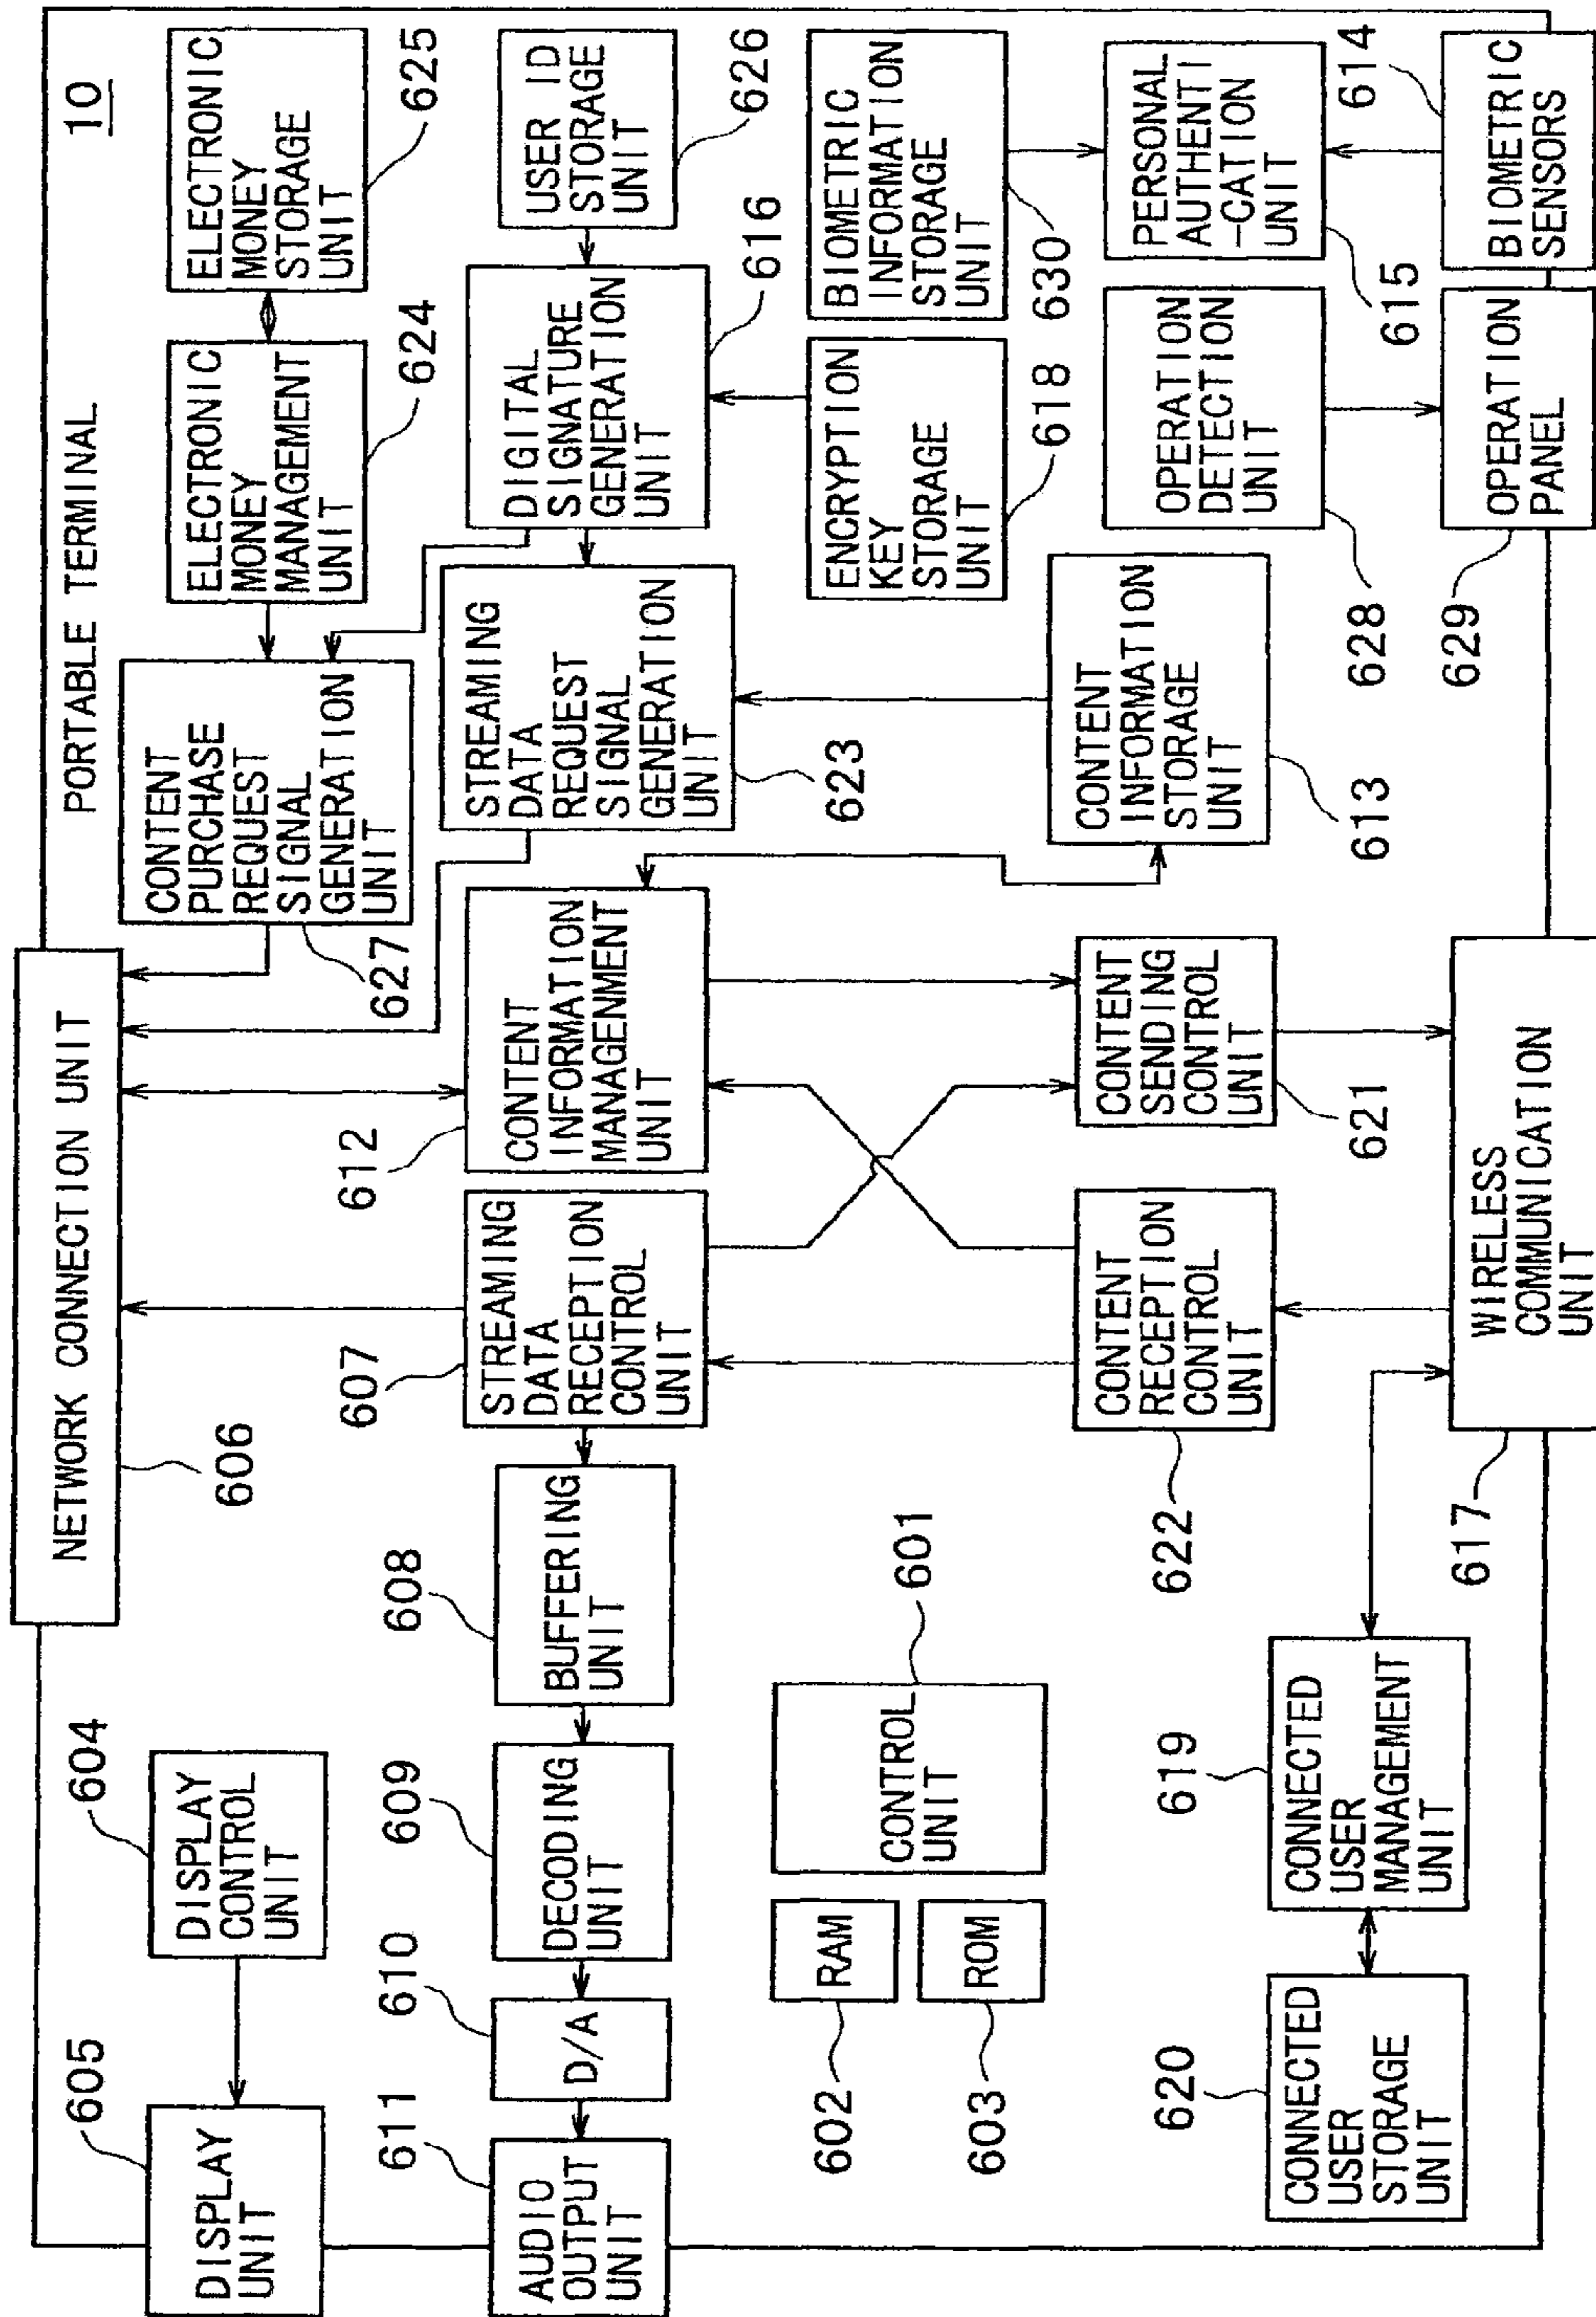 PORTABLE TERMINAL
10
NETWORK CONNECTION UNIT
606
DISPLAY
UNIT
605
DISPLAY
CONTROL
UNIT
604
CONTENT
PURCHASE
REQUEST
SIGNAL
GENERATION
UNIT
627
ELECTRONIC
MONEY
MANAGEMENT
UNIT
624
ELECTRONIC
MONEY
STORAGE
UNIT
625
AUDIO
OUTPUT
UNIT
611
D/A
610
DECODING
UNIT
609
BUFFERING
UNIT
608
STREAMING
DATA
RECEPTION
CONTROL
UNIT
607
CONTENT
INFORMATION
MANAGENMENT
UNIT
612
STREAMING
DATA
REQUEST
SIGNAL
GENERATION
UNIT
623
DIGITAL
SIGNATURE
GENERATION
UNIT
616
USER ID
STORAGE
UNIT
626
RAM
602
ROM
603
CONTROL
UNIT
601
ENCRYPTION
KEY
STORAGE
UNIT
618
BIOMETRIC
INFORMATION
STORAGE
UNIT
630
CONTENT
RECEPTION
CONTROL
UNIT
622
CONTENT
SENDING
CONTROL
UNIT
621
CONTENT
INFORMATION
STORAGE
UNIT
613
OPERATION
DETECTION
UNIT
628
PERSONAL
AUTHENTI
-CATION
UNIT
615
CONNECTED
USER
STORAGE
UNIT
620
CONNECTED
USER
MANAGEMENT
UNIT
619
WIRELESS
COMMUNICATION
UNIT
617
OPERATION
PANEL
629
BIOMETRIC
SENSORS
614